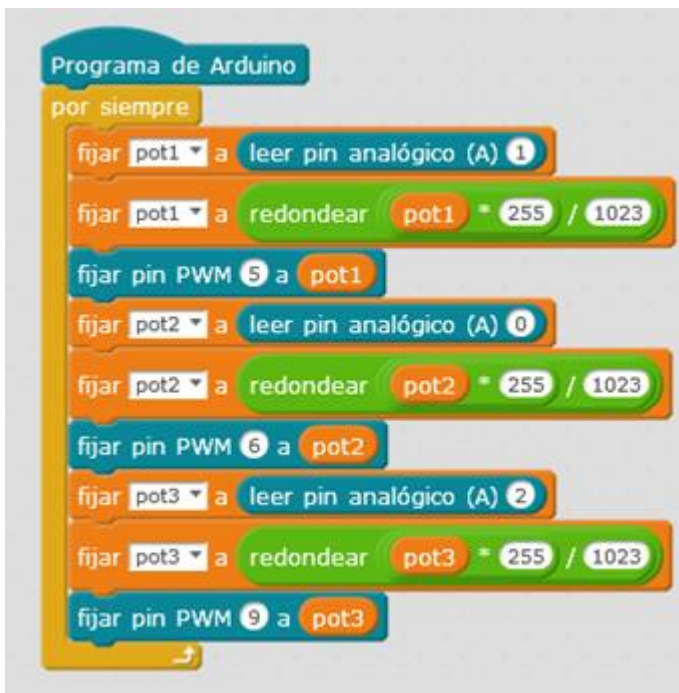 Programa de Arduino
por siempre
fijar pot1 a leer pin analógico (A) 1
fijar pot1 a redondear pot1 * 255 / 1023
fijar pin PWM 5 a pot1
fijar pot2 a leer pin analógico (A) 0
fijar pot2 a redondear pot2 * 255 / 1023
fijar pin PWM 6 a pot2
fijar pot3 a leer pin analógico (A) 2
fijar pot3 a redondear pot3 * 255 / 1023
fijar pin PWM 9 a pot3